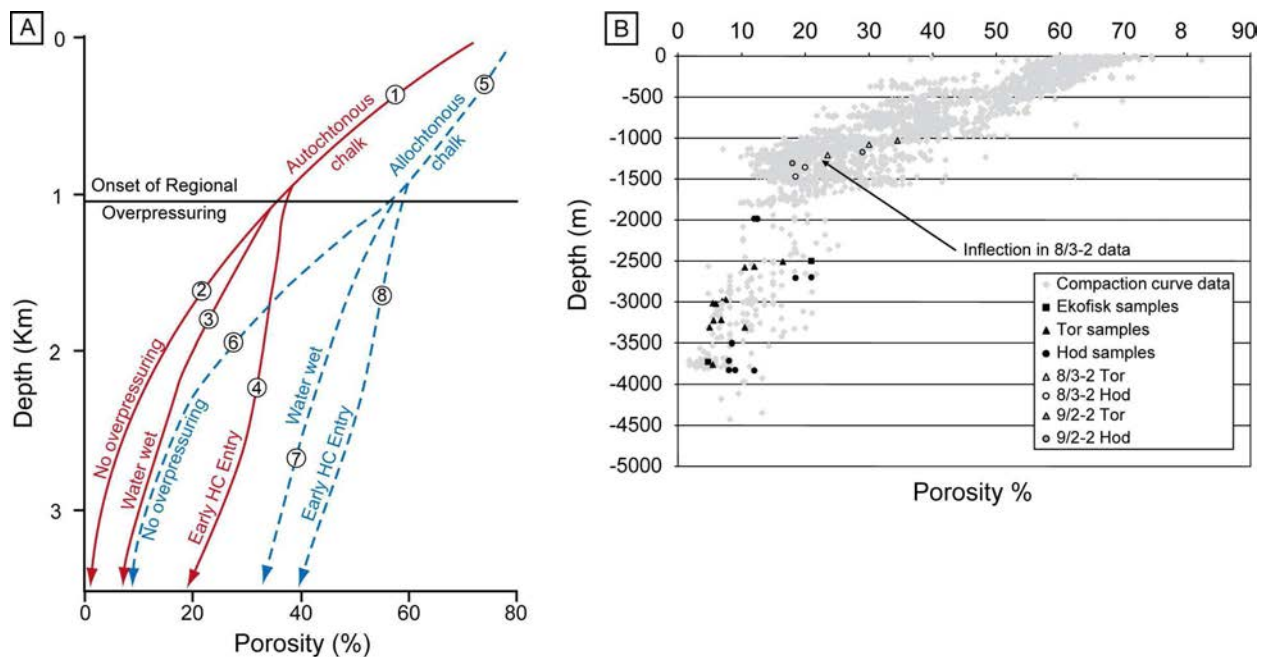 A
0
1
2
3
Depth (Km)
0
20
40
60
80
Porosity (%)
Autochtonous
chalk
Allochtonous
chalk
Onset of Regional
Overpressuring
1
2
3
4
5
6
7
8
No overpressuring
Water wet
No overpressuring
Early HC Entry
Water wet
Early HC Entry
B
0 10 20 30 40 50 60 70 80 90
0
-500
-1000
-1500
-2000
-2500
-3000
-3500
-4000
-4500
-5000
Depth (m)
Porosity %
Inflection in 8/3-2 data
Compaction curve data
Ekofisk samples
Tor samples
Hod samples
8/3-2 Tor
8/3-2 Hod
9/2-2 Tor
9/2-2 Hod